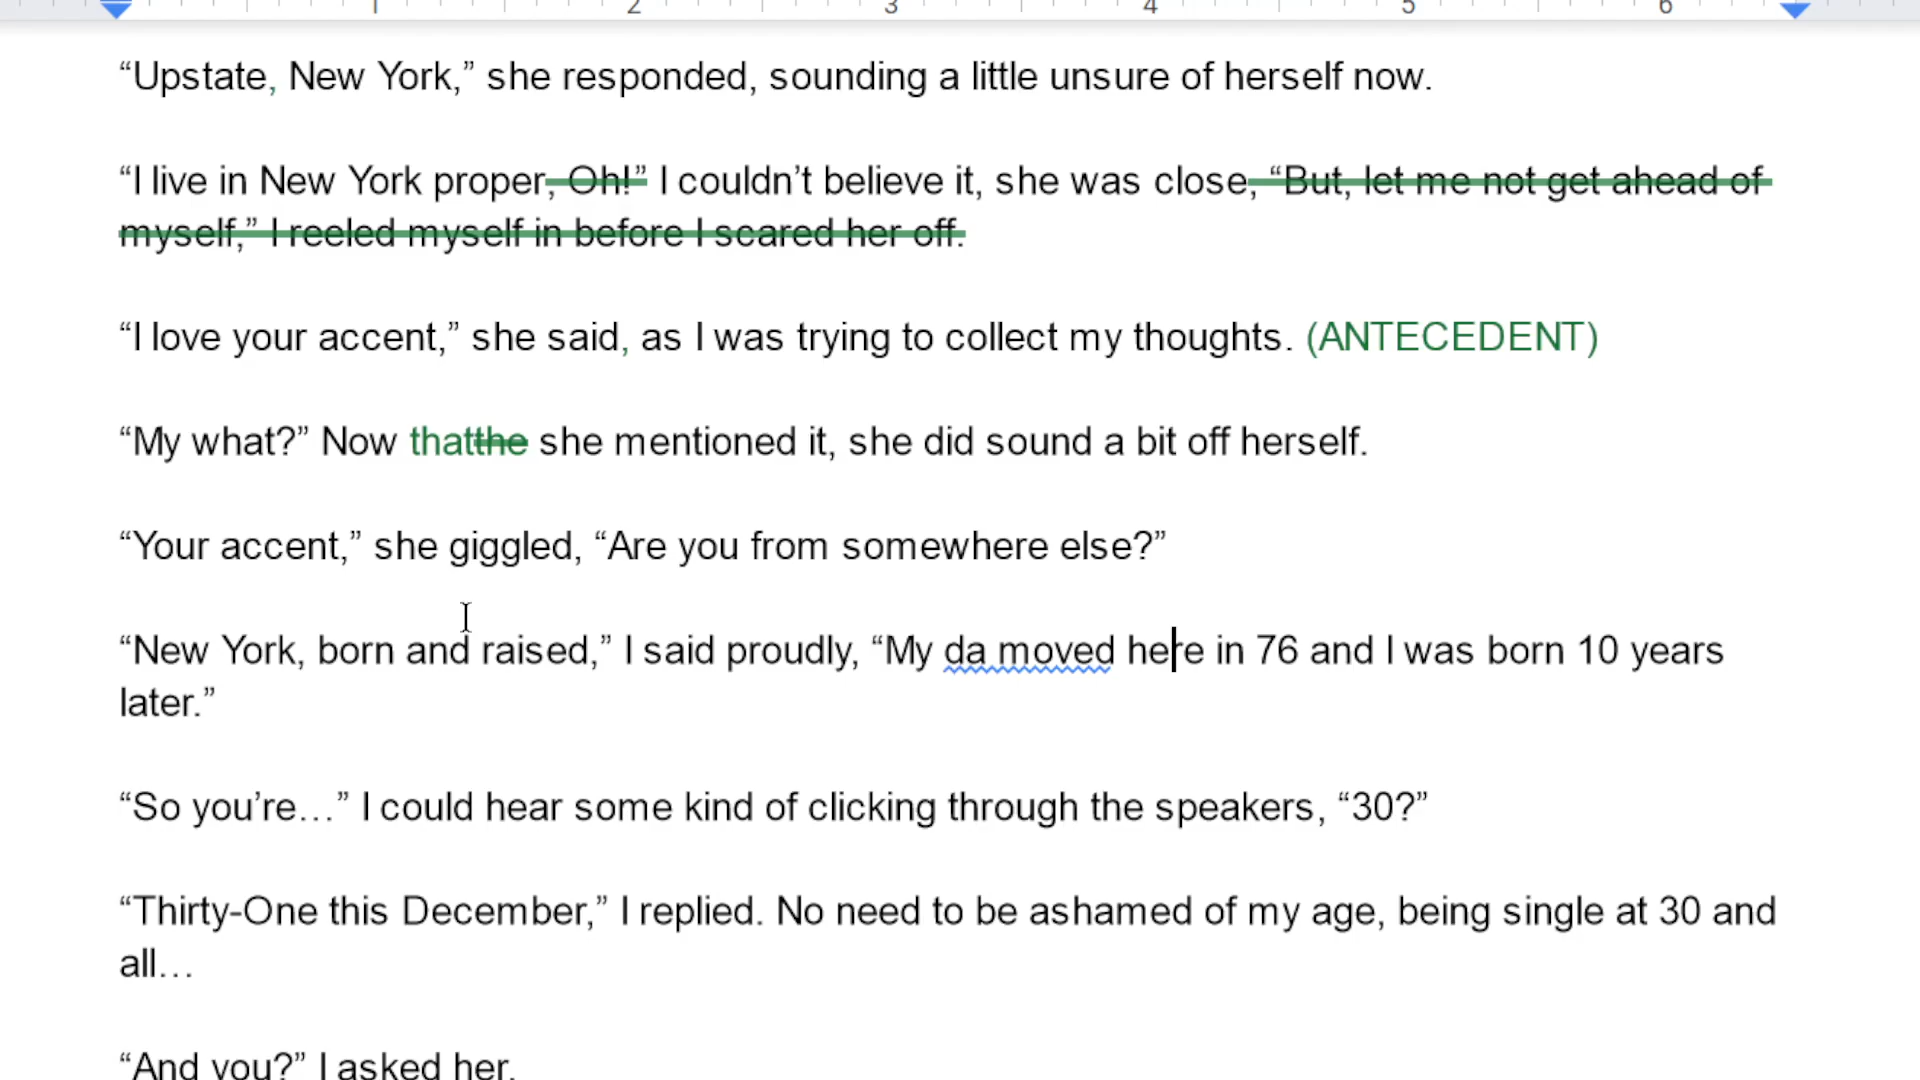 1 2 3 4 5 6
“Upstate, New York,” she responded, sounding a little unsure of herself now.
“I live in New York proper, Oh!” I couldn’t believe it, she was close, “But, let me not get ahead of
myself,” I reeled myself in before I scared her off.
“I love your accent,” she said, as I was trying to collect my thoughts. (ANTECEDENT)
“My what?” Now thatthe she mentioned it, she did sound a bit off herself.
“Your accent,” she giggled, “Are you from somewhere else?”
“New York, born and raised,” I said proudly, “My da moved here in 76 and I was born 10 years
later.”
“So you’re…” I could hear some kind of clicking through the speakers, “30?”
“Thirty-One this December,” I replied. No need to be ashamed of my age, being single at 30 and
all…
“And you?” I asked her.